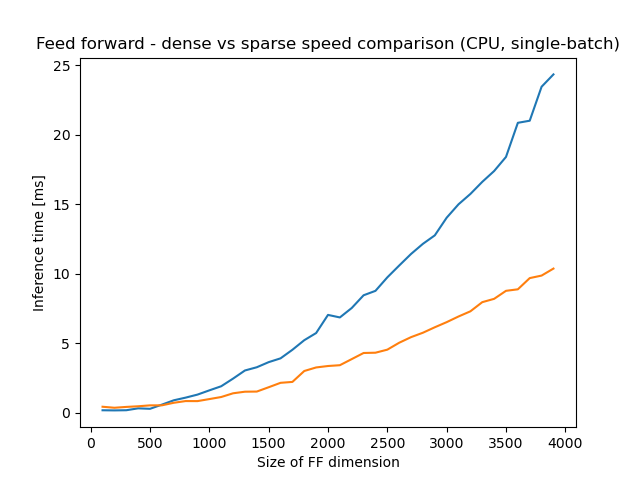 Feed forward - dense vs sparse speed comparison (CPU, single-batch)
25
20
15
10
5
0
Inference time [ms]
0 500 1000 1500 2000 2500 3000 3500 4000
Size of FF dimension